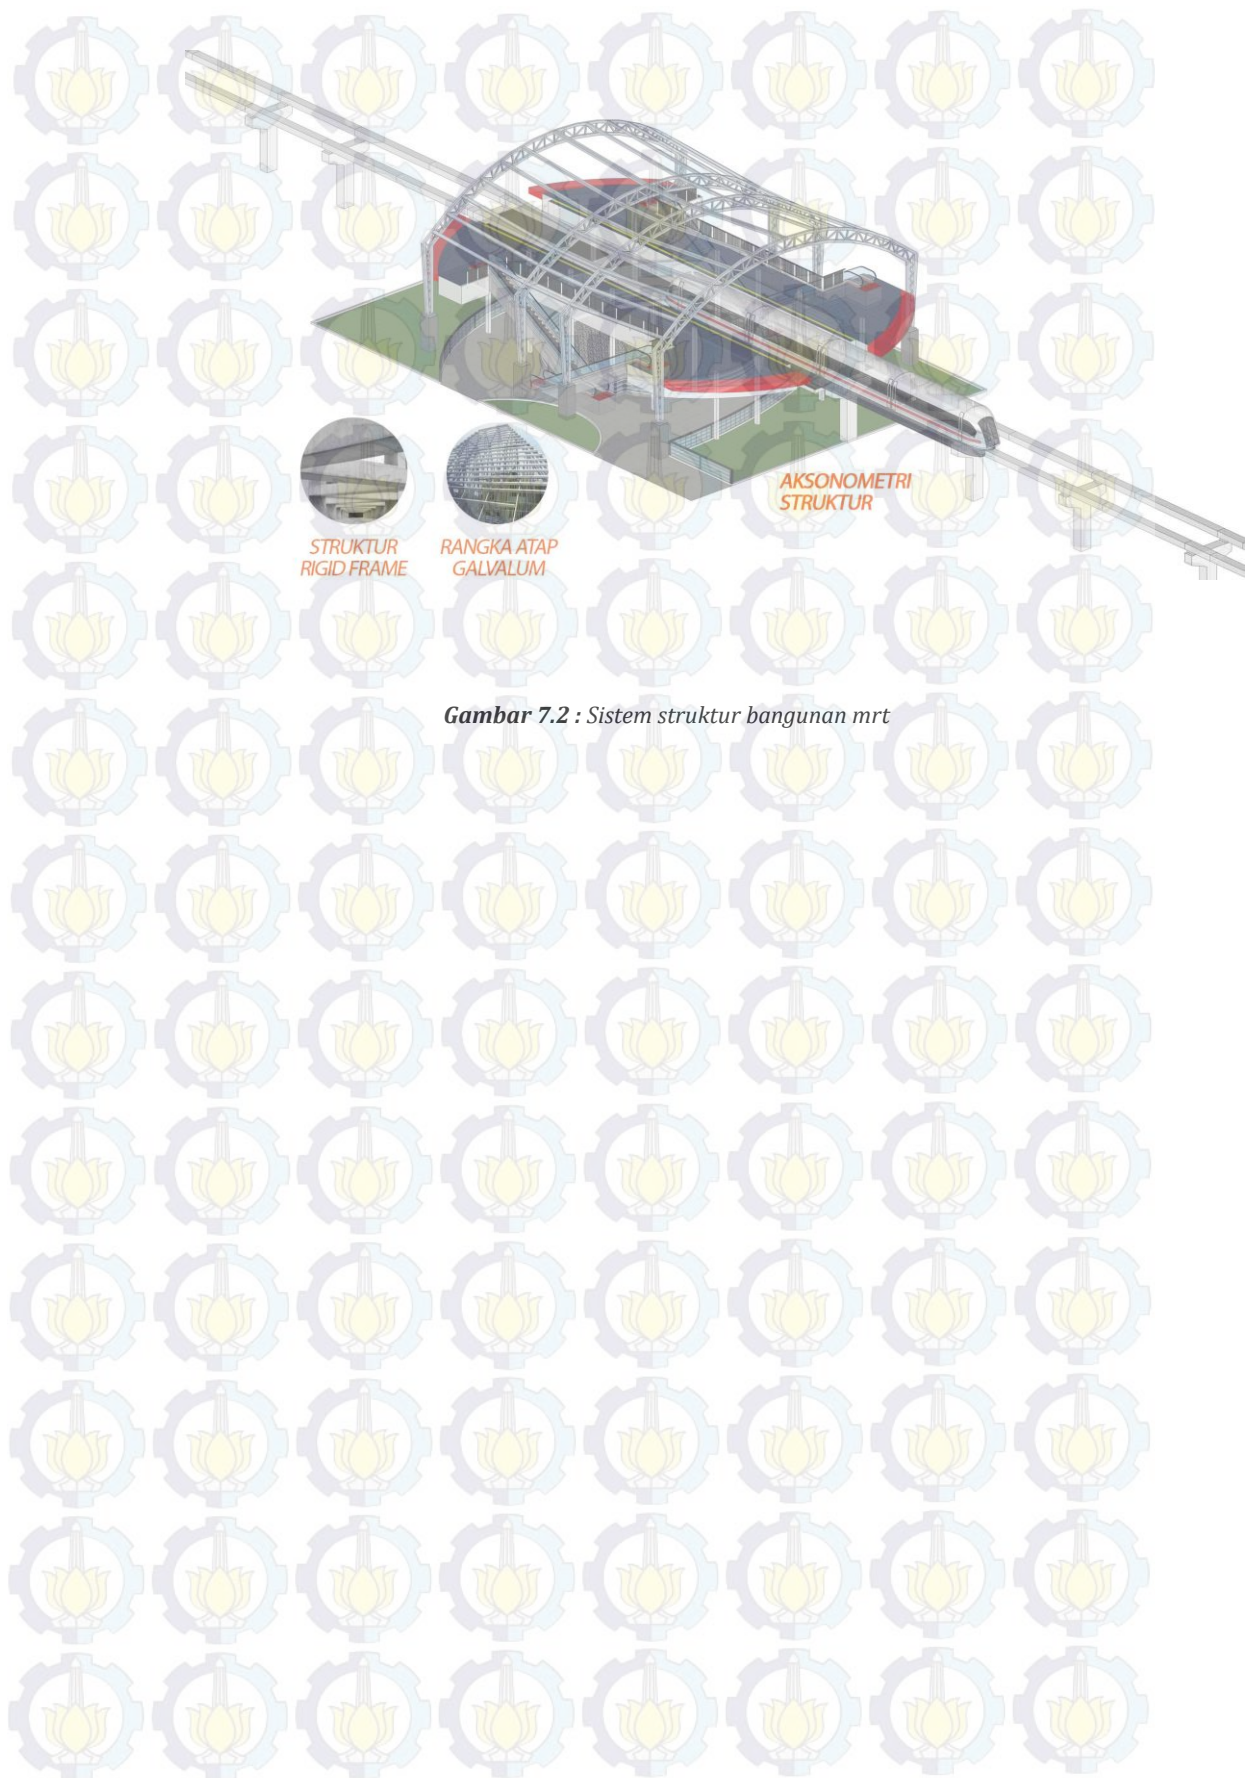 AKSONOMETRI
STRUKTUR
STRUKTUR
RIGID FRAME
RANGKA ATAP
GALVALUM
Gambar 7.2 : Sistem struktur bangunan mrt